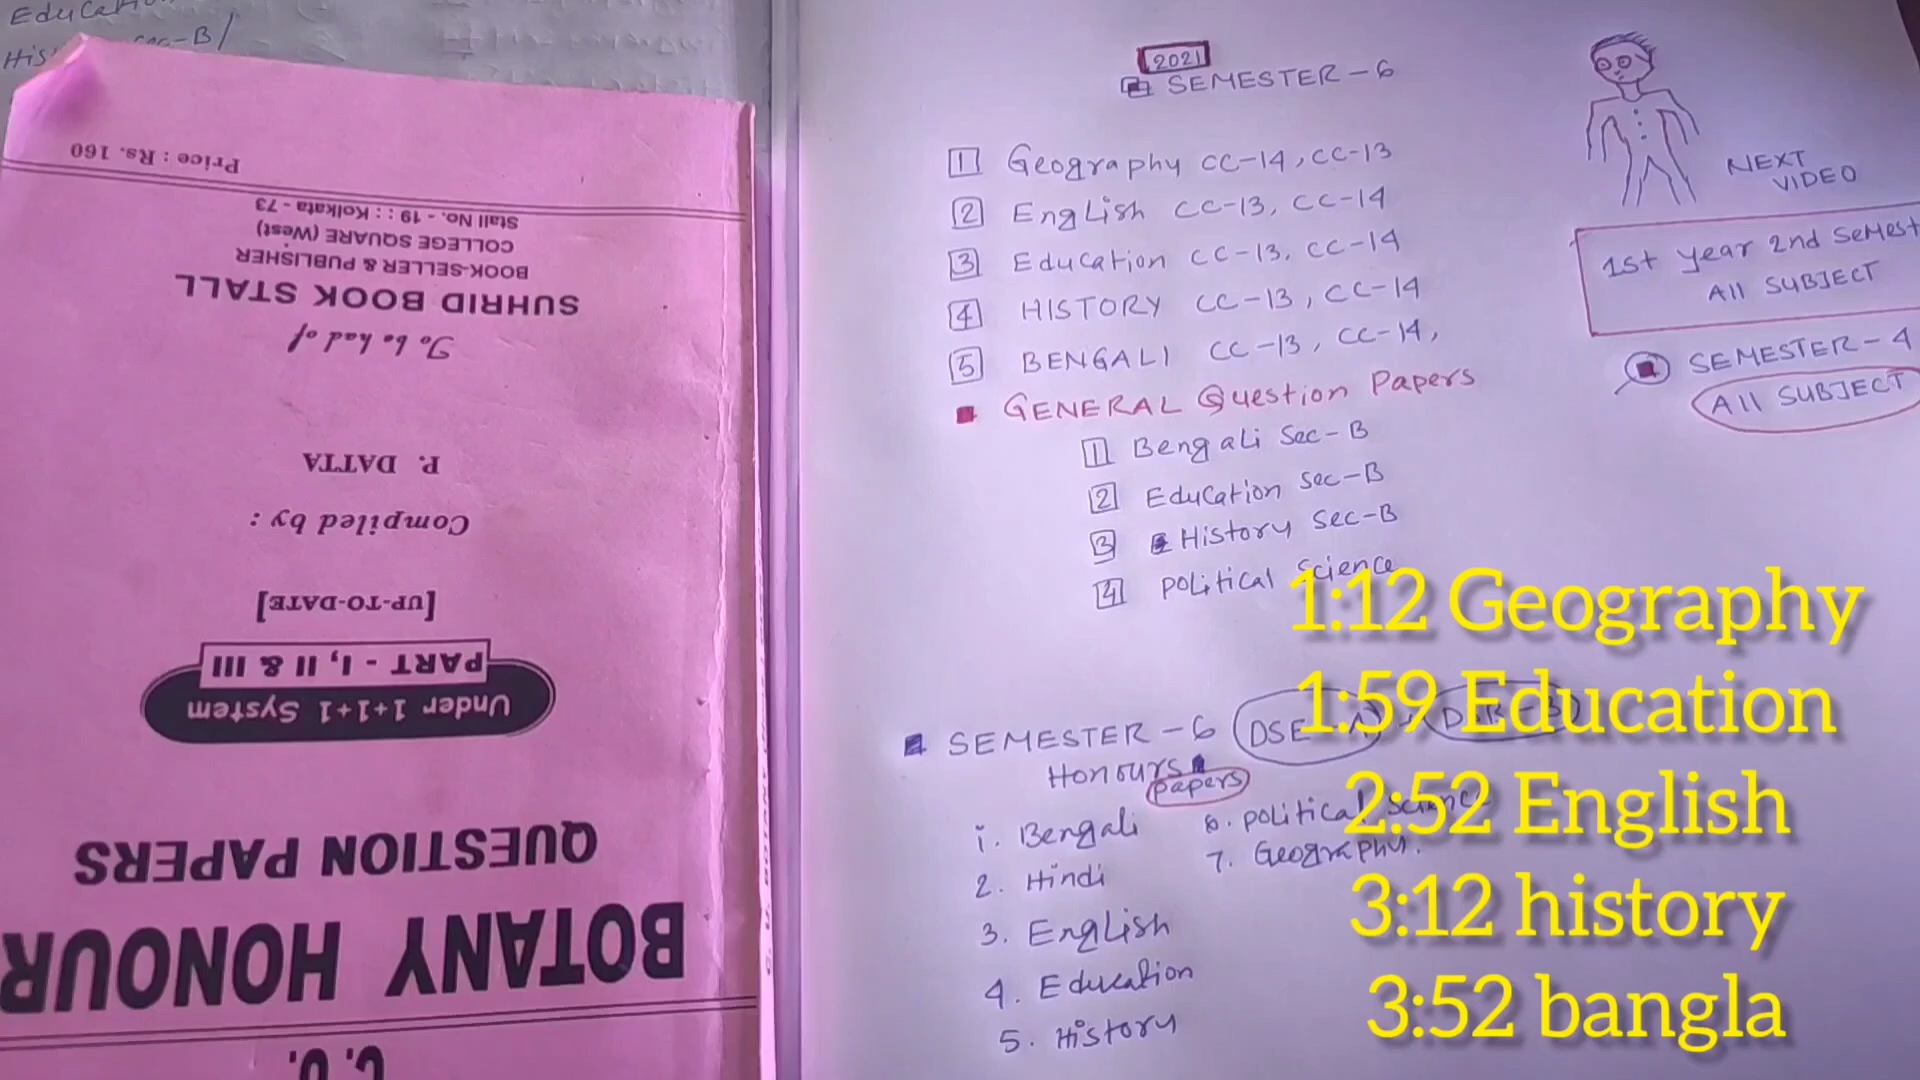 HIS
Sec-B/
Price : Rs. 160
Stall No. - 19 : : Kolkata - 73
COLLEGE SQUARE (West)
BOOK-SELLER & PUBLISHER
SUHRID BOOK STALL
To be had of
P. DATTA
Compiled by :
[UP-TO-DATE]
PART - I, II & III
Under 1+1+1 System
QUESTION PAPERS
BOTANY HONOUR
C. U.
2021
SEMESTER - 6
1 Geography CC-14, CC-13
2 English CC-13, CC-14
3 Education CC-13, CC-14
4 HISTORY CC-13, CC-14
5 BENGALI CC-13, CC-14,
GENERAL Question Papers
1 Bengali Sec-B
2 Education Sec-B
3 History Sec-B
4 Political Science
SEMESTER - 6 DSE
Honours
Papers
1. Bengali
2. Hindi
3. English
4. Education
5. History
6. political Science
7. Geography.
NEXT
VIDEO
1st year 2nd Semest
All SUBJECT
SEMESTER - 4
All SUBJECT
1:12 Geography
1:59 Education
2:52 English
3:12 history
3:52 bangla